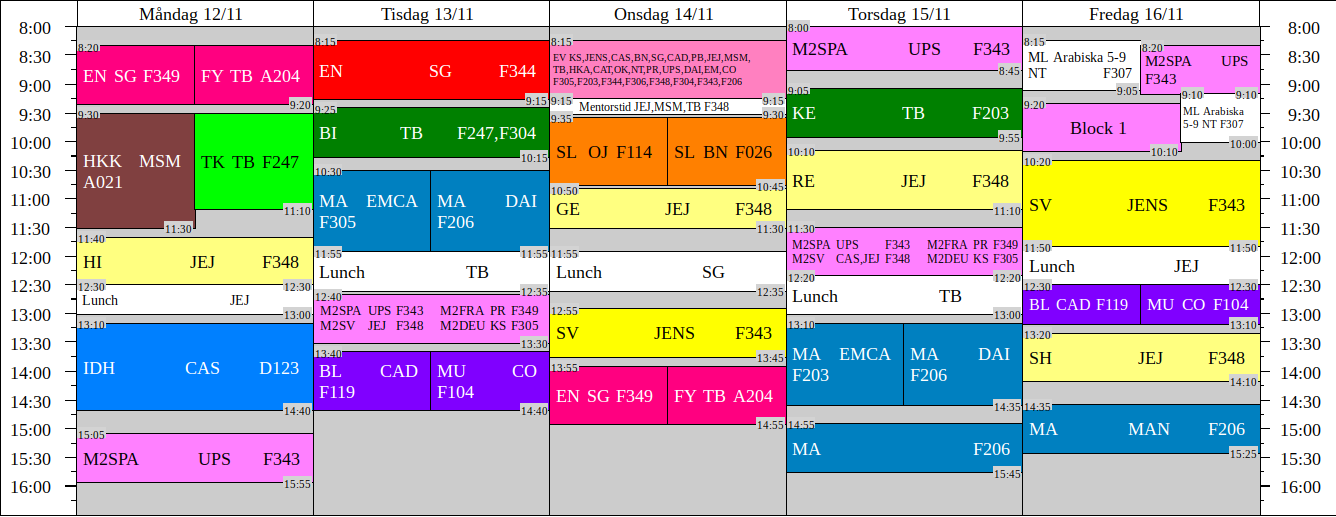 Måndag 12/11
Tisdag 13/11
Onsdag 14/11
Torsdag 15/11
Fredag 16/11
8:00
8:30
9:00
9:30
10:00
10:30
11:00
11:30
12:00
12:30
13:00
13:30
14:00
14:30
15:00
15:30
16:00
8:20
EN SG F349
FY TB A204
9:20
9:30
HKK MSM
A021
11:30
TK TB F247
11:10
11:40
HI JEJ F348
12:30
12:30
Lunch JEJ
13:00
13:10
IDH CAS D123
14:40
15:05
M2SPA UPS F343
15:55
8:15
EN SG F344
9:15
9:25
BI TB F247,F304
10:15
10:30
MA EMCA
F305
MA DAI
F206
11:55
11:55
Lunch TB
12:35
12:40
M2SPA UPS F343 M2FRA PR F349
M2SV JEJ F348 M2DEU KS F305
13:30
13:40
BL CAD
F119
MU CO
F104
14:40
8:15
EV KS,JENS,CAS,BN,SG,CAD,PB,JEJ,MSM,
TB,HKA,CAT,OK,NT,PR,UPS,DAI,EM,CO
F305,F203,F344,F306,F348,F304,F343,F206
9:15
9:15
Mentorstid JEJ,MSM,TB F348
9:30
9:35
SL OJ F114
SL BN F026
10:45
10:50
GE JEJ F348
11:30
11:55
Lunch SG
12:35
12:55
SV JENS F343
13:45
13:55
EN SG F349
FY TB A204
14:55
8:00
M2SPA UPS F343
8:45
9:05
KE TB F203
9:55
10:10
RE JEJ F348
11:10
11:30
M2SPA UPS F343 M2FRA PR F349
M2SV CAS,JEJ F348 M2DEU KS F305
12:20
12:20
Lunch TB
13:00
13:10
MA EMCA
F203
MA DAI
F206
14:35
14:55
MA F206
15:45
8:15
ML Arabiska 5-9
NT F307
9:05
8:20
M2SPA UPS
F343
9:10
9:10
ML Arabiska
5-9 NT F307
10:00
9:20
Block 1
10:10
10:20
SV JENS F343
11:50
11:50
Lunch JEJ
12:30
12:30
BL CAD F119
MU CO F104
13:10
13:20
SH JEJ F348
14:10
14:35
MA MAN F206
15:25
8:00
8:30
9:00
9:30
10:00
10:30
11:00
11:30
12:00
12:30
13:00
13:30
14:00
14:30
15:00
15:30
16:00